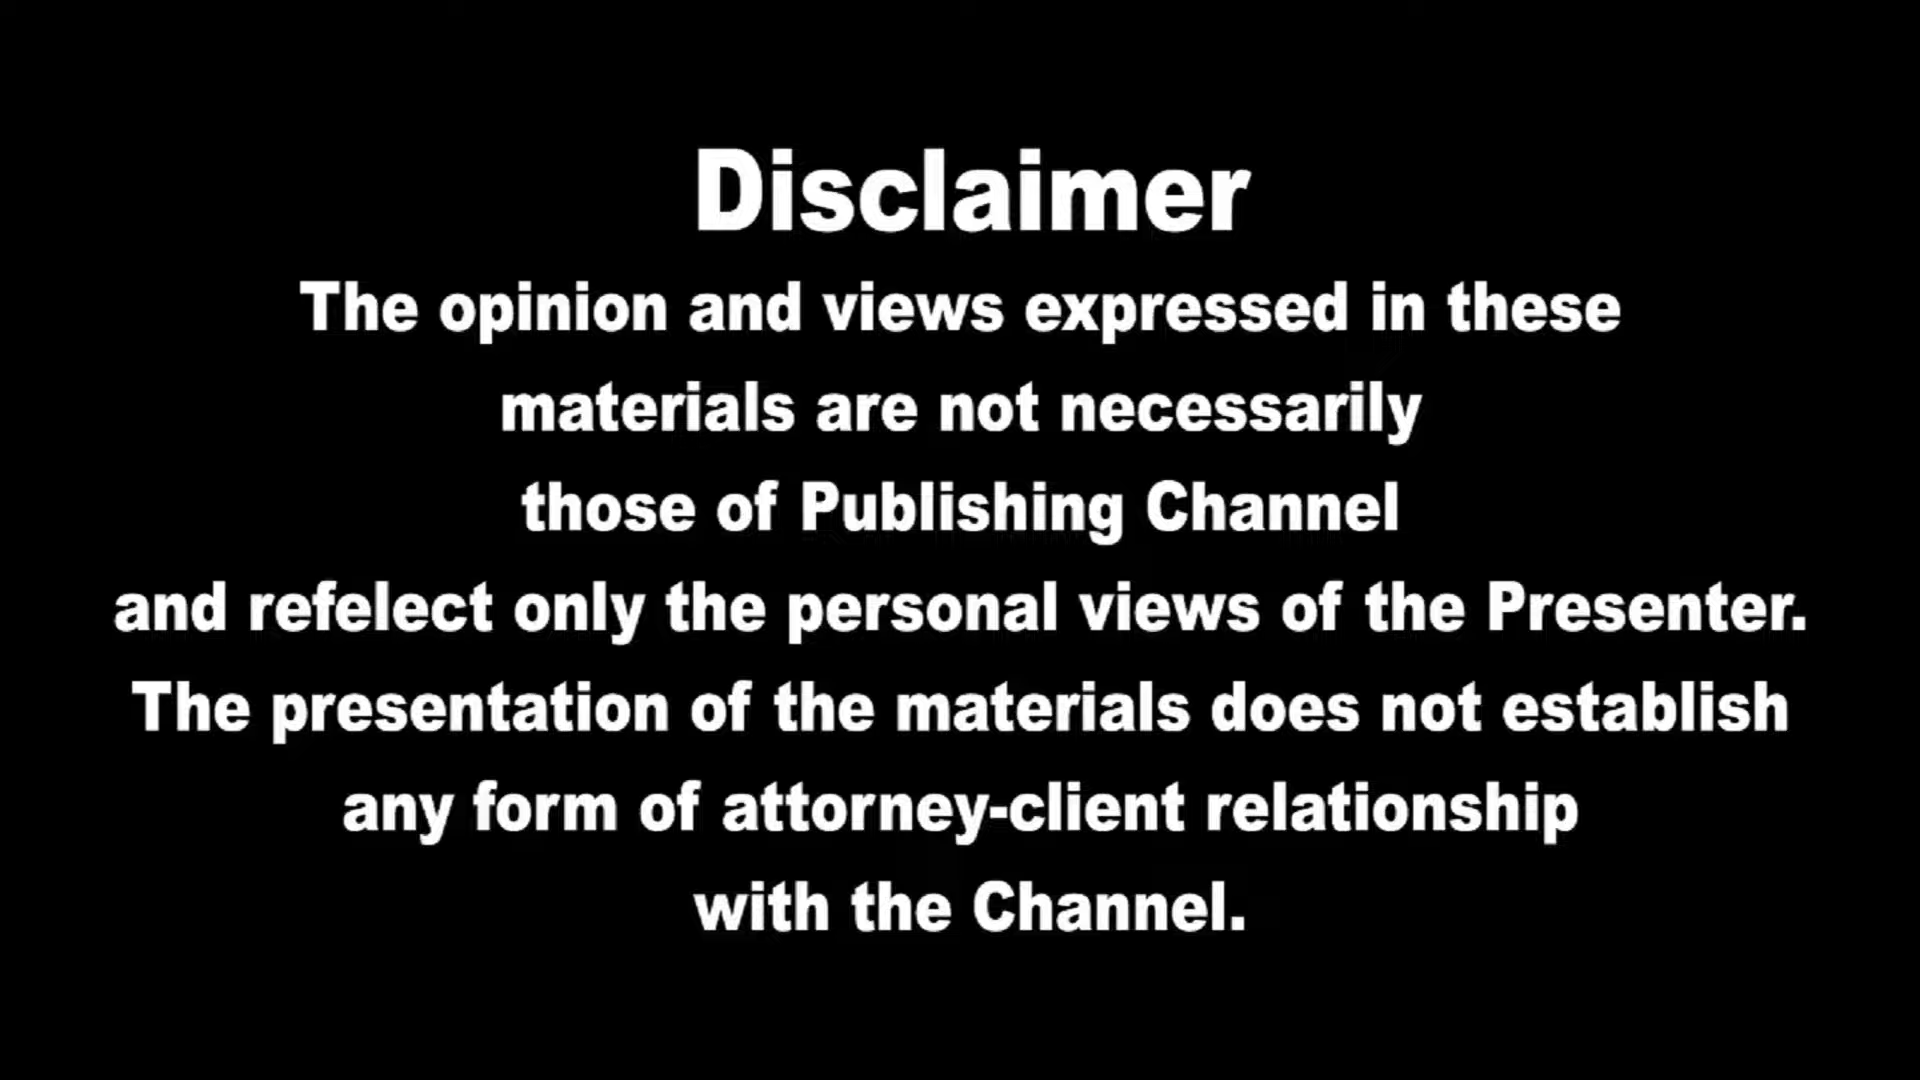 Disclaimer
The opinion and views expressed in these
materials are not necessarily
those of Publishing Channel
and refelect only the personal views of the Presenter.
The presentation of the materials does not establish
any form of attorney-client relationship
with the Channel.